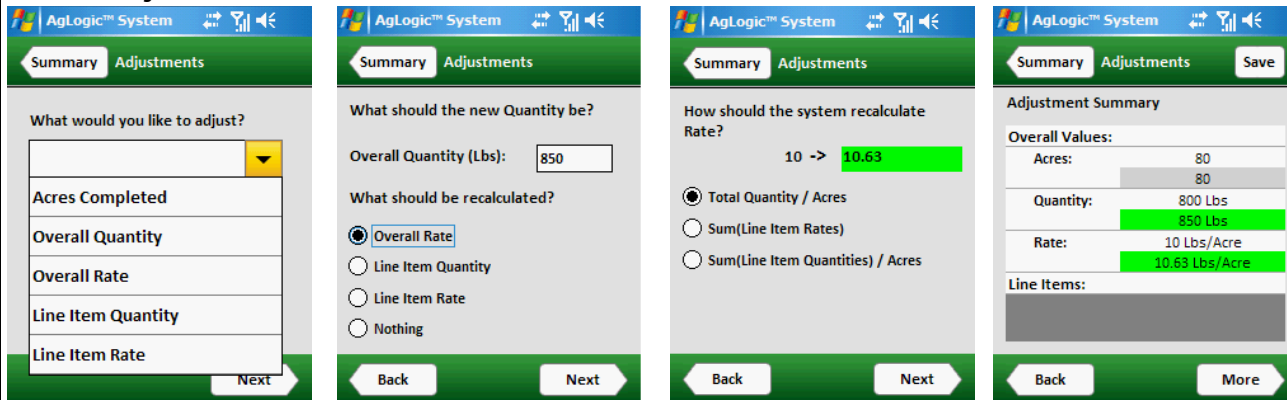 AgLogic™ System
Summary Adjustments
What would you like to adjust?
Acres Completed
Overall Quantity
Overall Rate
Line Item Quantity
Line Item Rate
Next
AgLogic™ System
Summary Adjustments
What should the new Quantity be?
Overall Quantity (Lbs): 850
What should be recalculated?
Overall Rate
Line Item Quantity
Line Item Rate
Nothing
Back Next
AgLogic™ System
Summary Adjustments
How should the system recalculate
Rate?
10 -> 10.63
Total Quantity / Acres
Sum(Line Item Rates)
Sum(Line Item Quantities) / Acres
Back Next
AgLogic™ System
Summary Adjustments Save
Adjustment Summary
Overall Values:
Acres: 80
80
Quantity: 800 Lbs
850 Lbs
Rate: 10 Lbs/Acre
10.63 Lbs/Acre
Line Items:
Back More